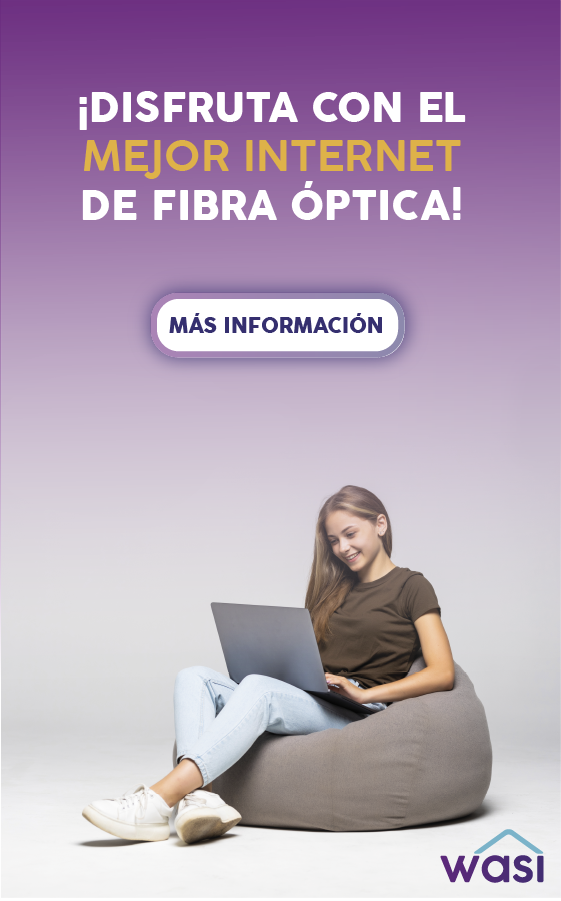 ¡DISFRUTA CON EL
MEJOR INTERNET
DE FIBRA ÓPTICA!
MÁS INFORMACIÓN
wasi